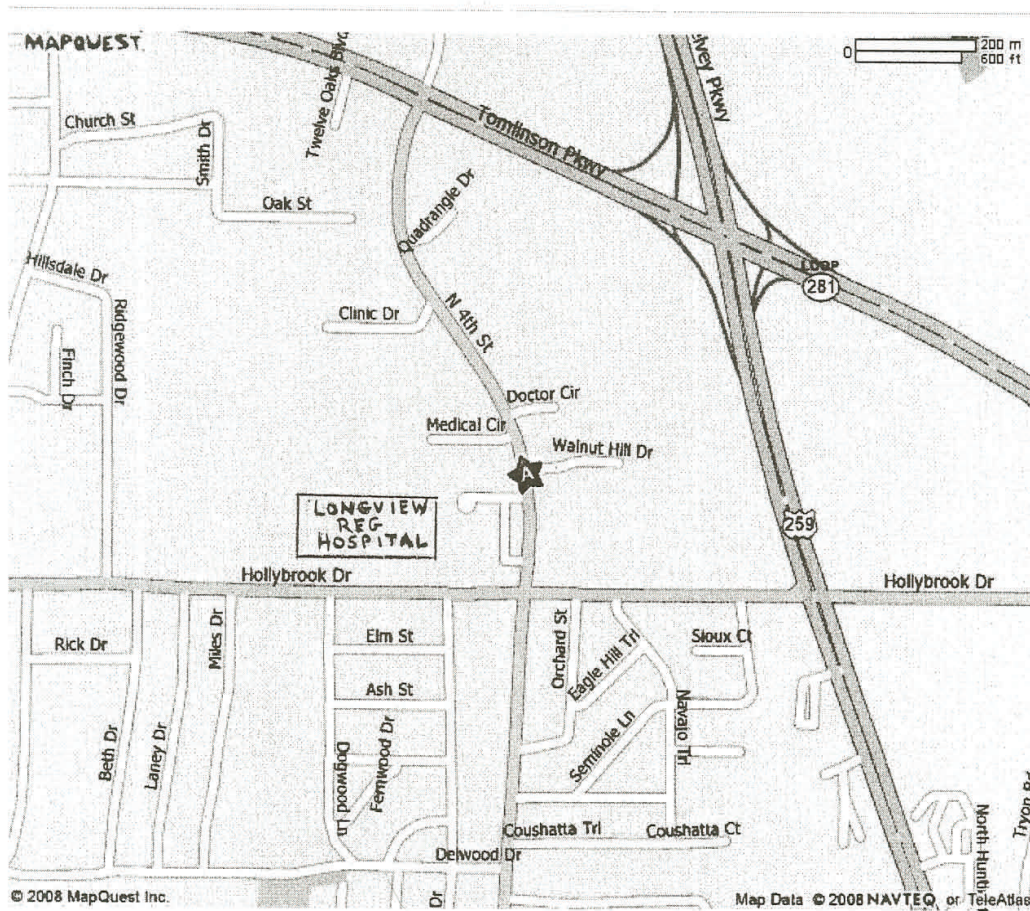 MAPQUEST
0
200 m
600 ft
elvey Pkwy
Twelve Oaks Blvd
Tomlinson Pkwy
Church St
Smith Dr
Oak St
Quadrangle Dr
Hillsdale Dr
LOOP
281
Clinic Dr
N 4th St
Ridgewood Dr
Finch Dr
Doctor Cir
Medical Cir
Walnut Hill Dr
A
LONGVIEW
REG
HOSPITAL
259
Hollybrook Dr
Hollybrook Dr
Rick Dr
Miles Dr
Elm St
Orchard St
Sioux Ct
Eagle Hill Trl
Ash St
Beth Dr
Laney Dr
Dogwood Ln
Fernwood Dr
Seminole Ln
Navajo Trl
Coushatta Trl
Coushatta Ct
Delwood Dr
Dr
Tryon Rd
© 2008 MapQuest Inc.
Map Data © 2008 NAVTEQ or TeleAtlas